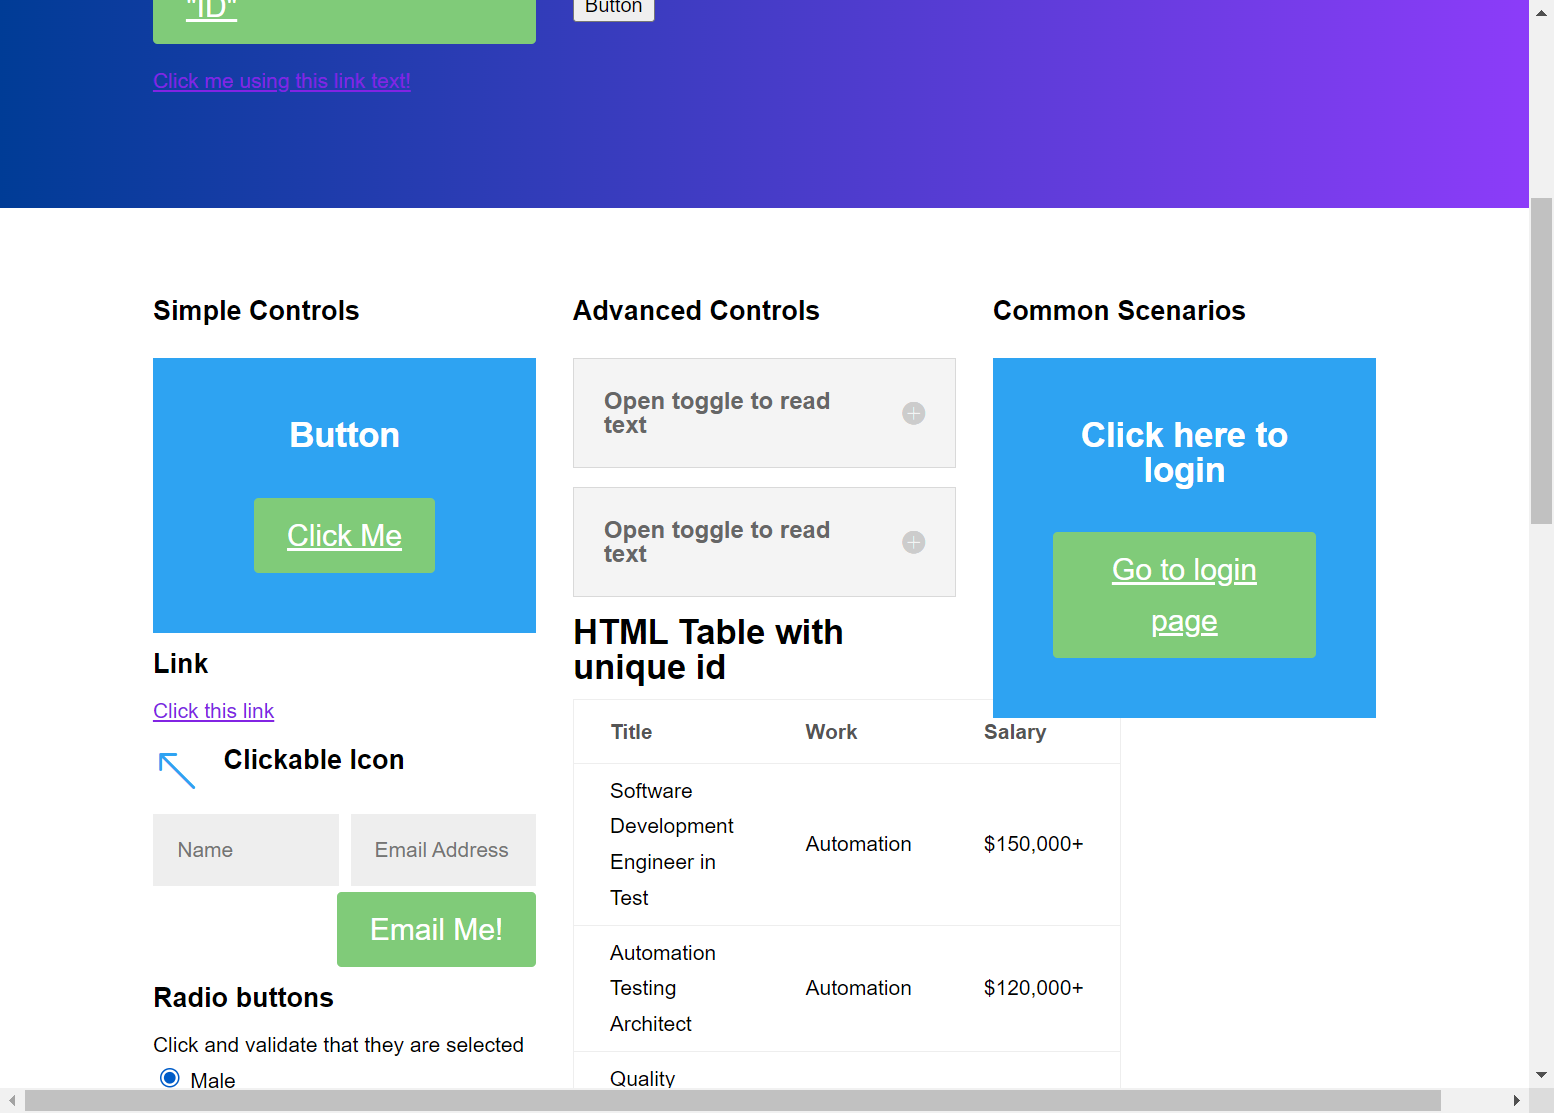 "ID"
Button
Click me using this link text!
Simple Controls
Button
Click Me
Link
Click this link
Clickable Icon
Name
Email Address
Email Me!
Radio buttons
Click and validate that they are selected
Male
Advanced Controls
Open toggle to read
text
Open toggle to read
text
HTML Table with
unique id
Title Work Salary
Software
Development
Engineer in
Test
Automation
$150,000+
Automation
Testing
Architect
Automation
$120,000+
Quality
Common Scenarios
Click here to
login
Go to login
page